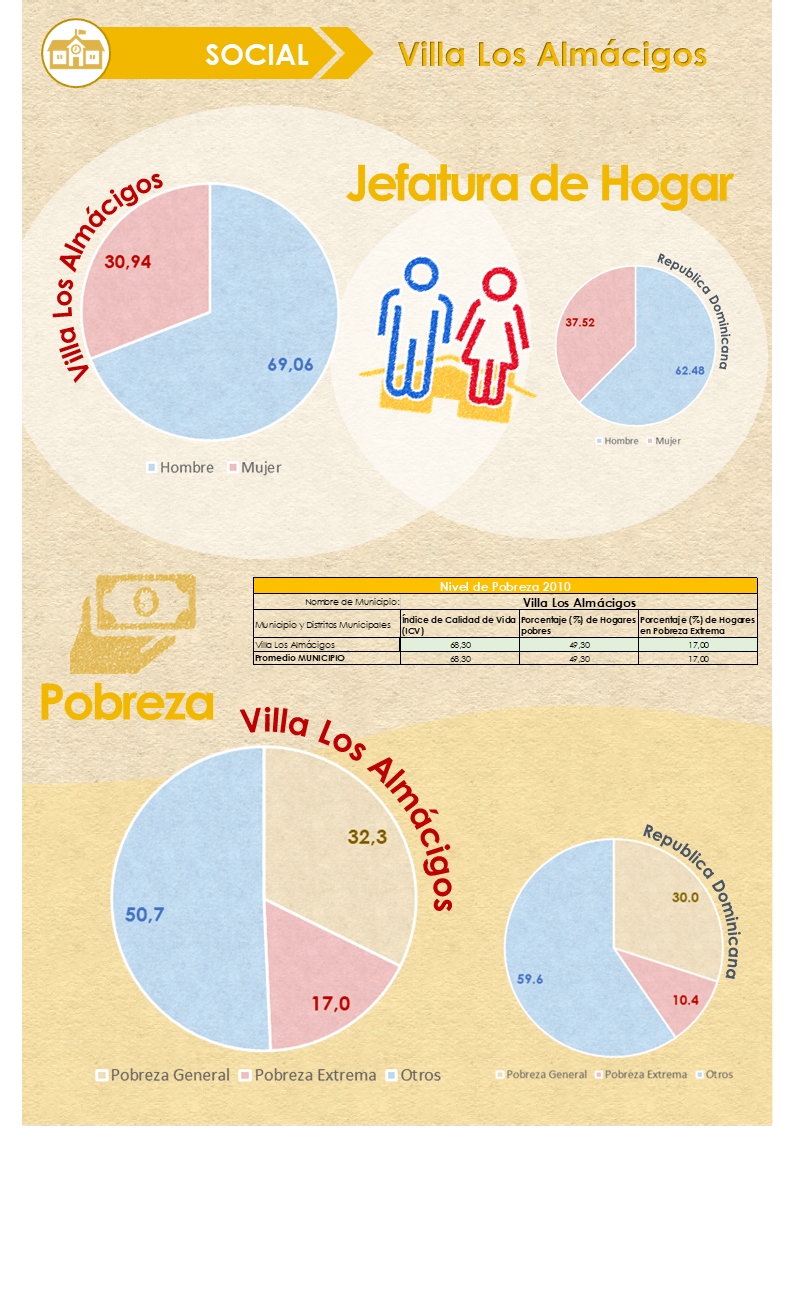 SOCIAL
Villa Los Almácigos
Jefatura de Hogar
Villa Los Almácigos
30,94
69,06
Hombre Mujer
Republica Dominicana
37.52
62.48
Hombre Mujer
Pobreza
Nivel de Pobreza 2010
Nombre de Municipio: Villa Los Almácigos
Municipio y Distritos Municipales Índice de Calidad de Vida (ICV) Porcentaje (%) de Hogares pobres Porcentaje (%) de Hogares en Pobreza Extrema
Villa Los Almácigos 68,30 49,30 17,00
Promedio MUNICIPIO 68,30 49,30 17,00
Villa Los Almácigos
32,3
50,7
17,0
Pobreza General Pobreza Extrema Otros
Republica Dominicana
30.0
59.6
10.4
Pobreza General Pobreza Extrema Otros